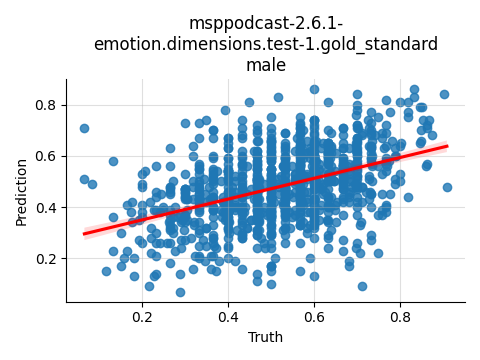 msppodcast-2.6.1-
emotion.dimensions.test-1.gold_standard
male
0.8
0.6
0.4
0.2
Prediction
0.2 0.4 0.6 0.8
Truth